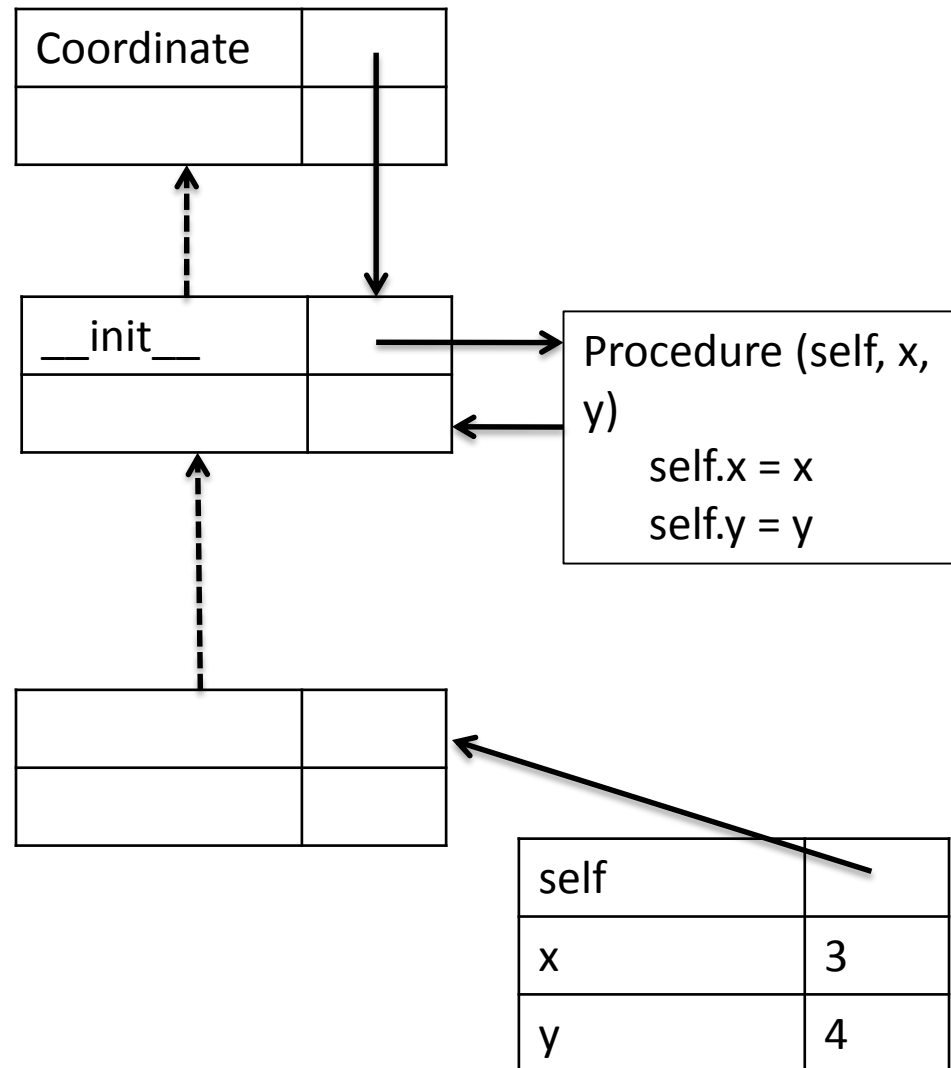 Coordinate
__init__
Procedure (self, x,
y)
self.x = x
self.y = y
self
x 3
y 4